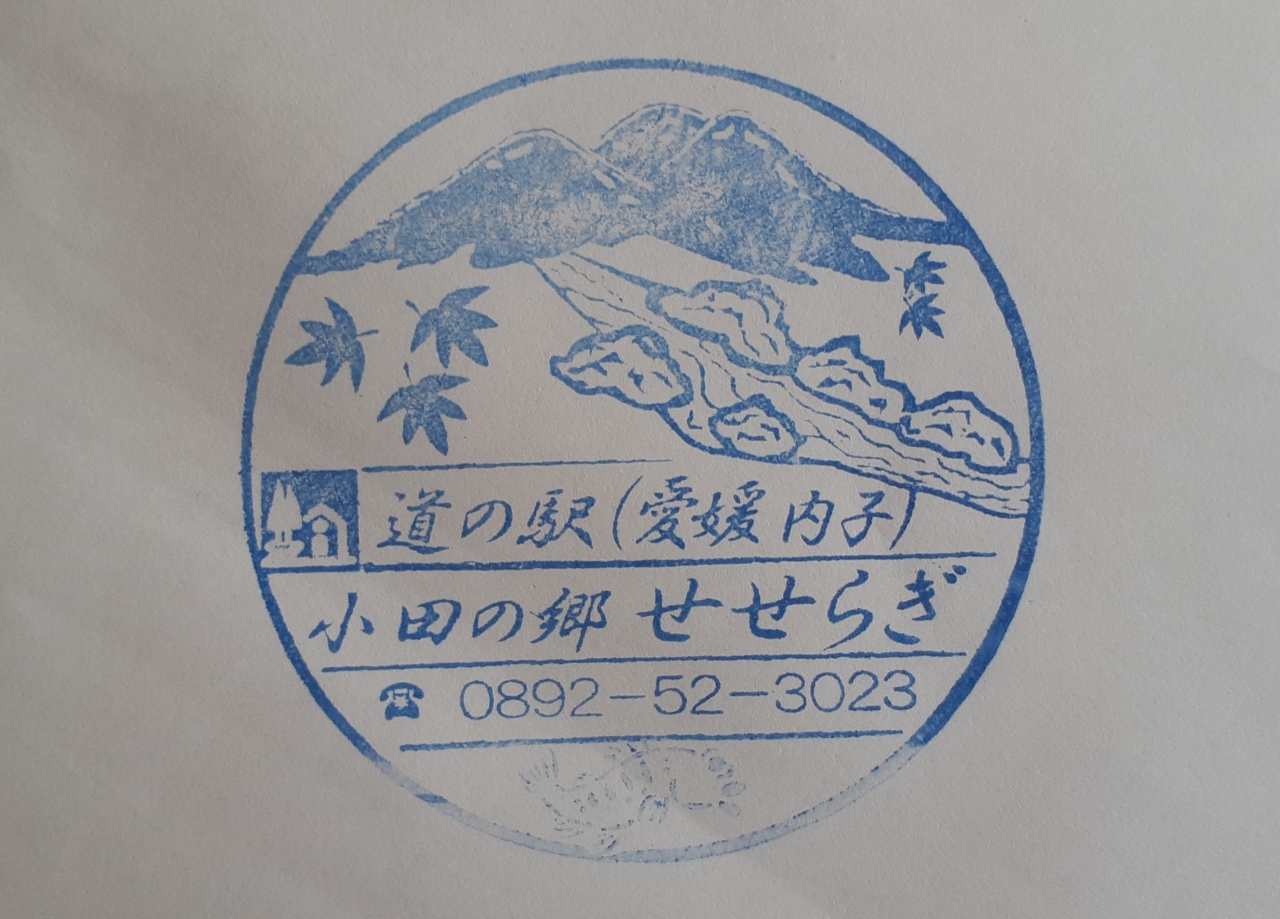 道の駅(愛媛内子)
小田の郷 せせらぎ
☎ 0892-52-3023